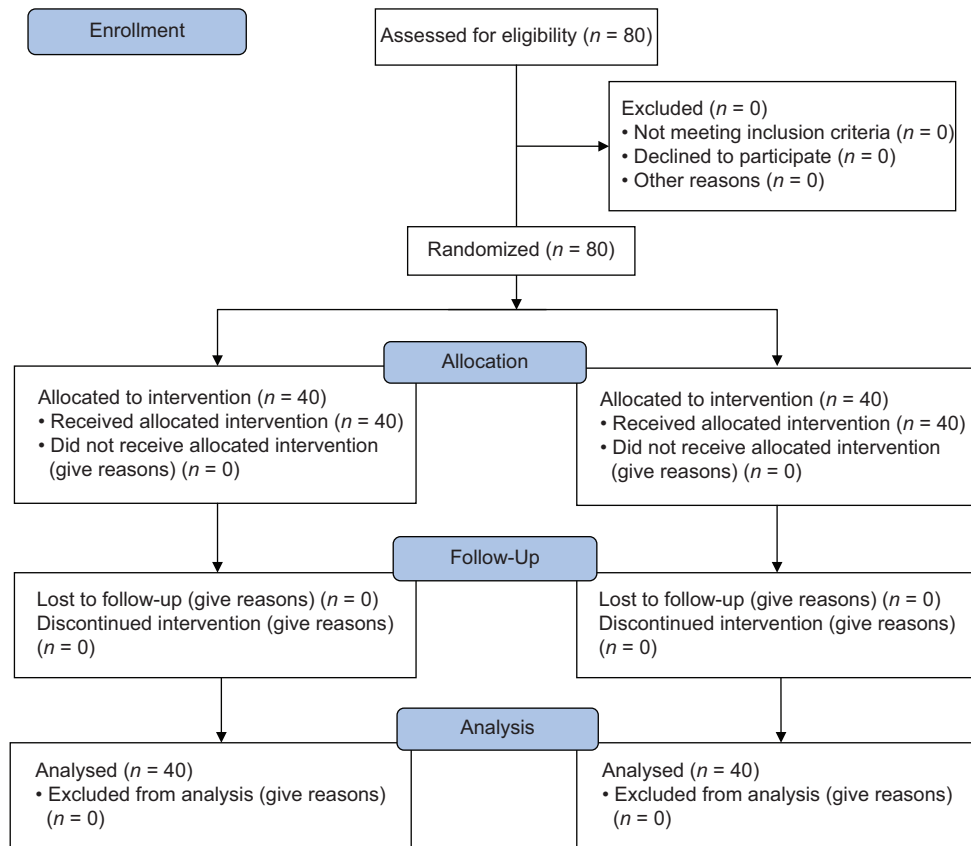 Enrollment
Assessed for eligibility (n = 80)
Excluded (n = 0)
• Not meeting inclusion criteria (n = 0)
• Declined to participate (n = 0)
• Other reasons (n = 0)
Randomized (n = 80)
Allocation
Allocated to intervention (n = 40)
• Received allocated intervention (n = 40)
• Did not receive allocated intervention
(give reasons) (n = 0)
Allocated to intervention (n = 40)
• Received allocated intervention (n = 40)
• Did not receive allocated intervention
(give reasons) (n = 0)
Follow-Up
Lost to follow-up (give reasons) (n = 0)
Discontinued intervention (give reasons)
(n = 0)
Lost to follow-up (give reasons) (n = 0)
Discontinued intervention (give reasons)
(n = 0)
Analysis
Analysed (n = 40)
• Excluded from analysis (give reasons)
(n = 0)
Analysed (n = 40)
• Excluded from analysis (give reasons)
(n = 0)